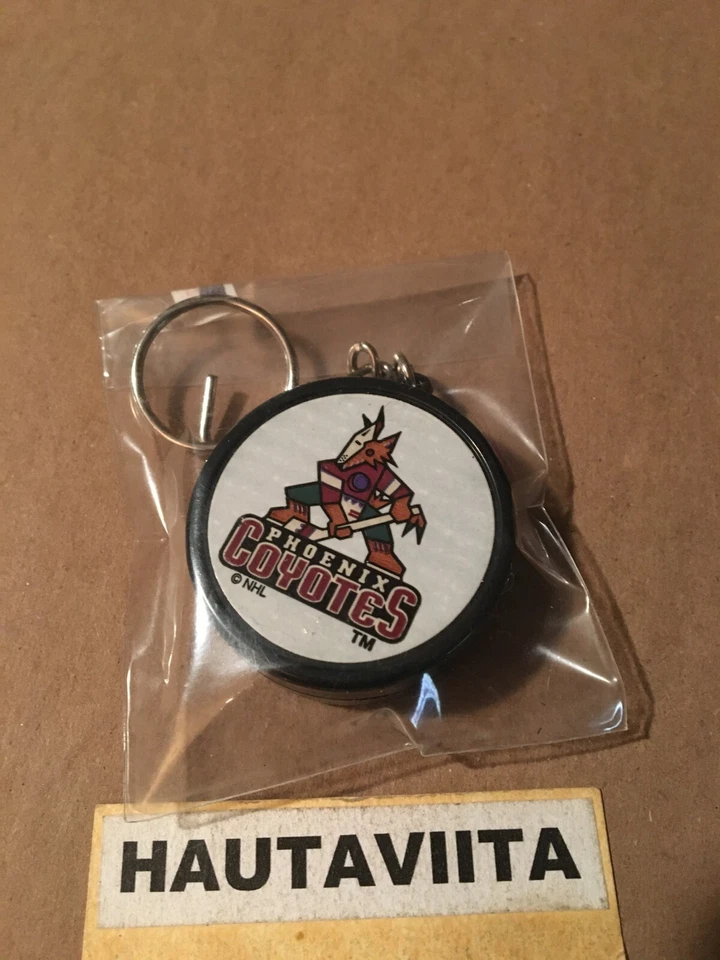 PHOENIX
COYOTES
© NHL
TM
HAUTAVIITA